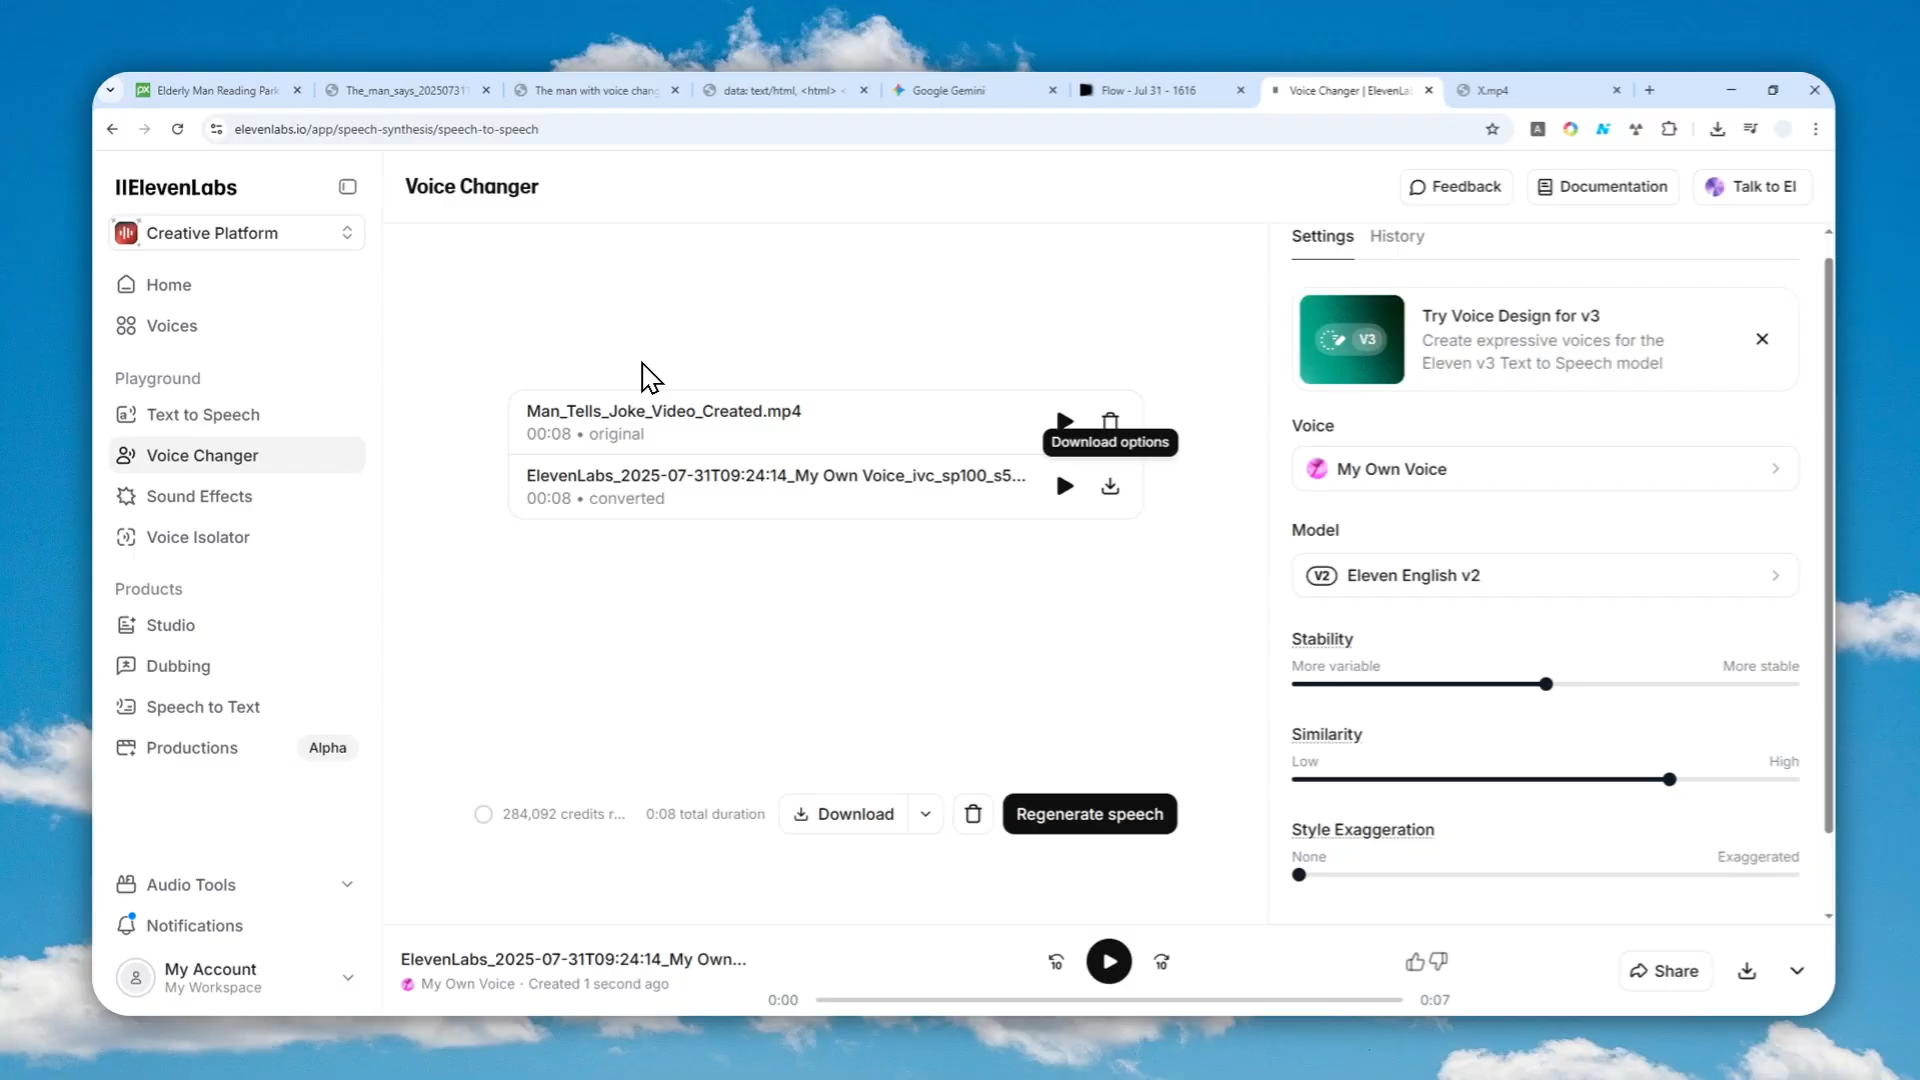 Elderly Man Reading Park
The_man_says_20250731
The man with voice chang
data: text/html, <html> <
Google Gemini
Flow - Jul 31 - 1616
Voice Changer | ElevenLa
X.mp4
elevenlabs.io/app/speech-synthesis/speech-to-speech
IIElevenLabs
Creative Platform
Home
Voices
Playground
Text to Speech
Voice Changer
Sound Effects
Voice Isolator
Products
Studio
Dubbing
Speech to Text
Productions Alpha
Audio Tools
Notifications
My Account
My Workspace
Voice Changer
Feedback
Documentation
Talk to El
Man_Tells_Joke_Video_Created.mp4
00:08 • original
Download options
ElevenLabs_2025-07-31T09:24:14_My Own Voice_ivc_sp100_s5...
00:08 • converted
284,092 credits r...
0:08 total duration
Download
Regenerate speech
Settings
History
V3
Try Voice Design for v3
Create expressive voices for the
Eleven v3 Text to Speech model
Voice
My Own Voice
Model
V2 Eleven English v2
Stability
More variable
More stable
Similarity
Low
High
Style Exaggeration
None
Exaggerated
ElevenLabs_2025-07-31T09:24:14_My Own...
My Own Voice · Created 1 second ago
10
10
0:00
0:07
Share